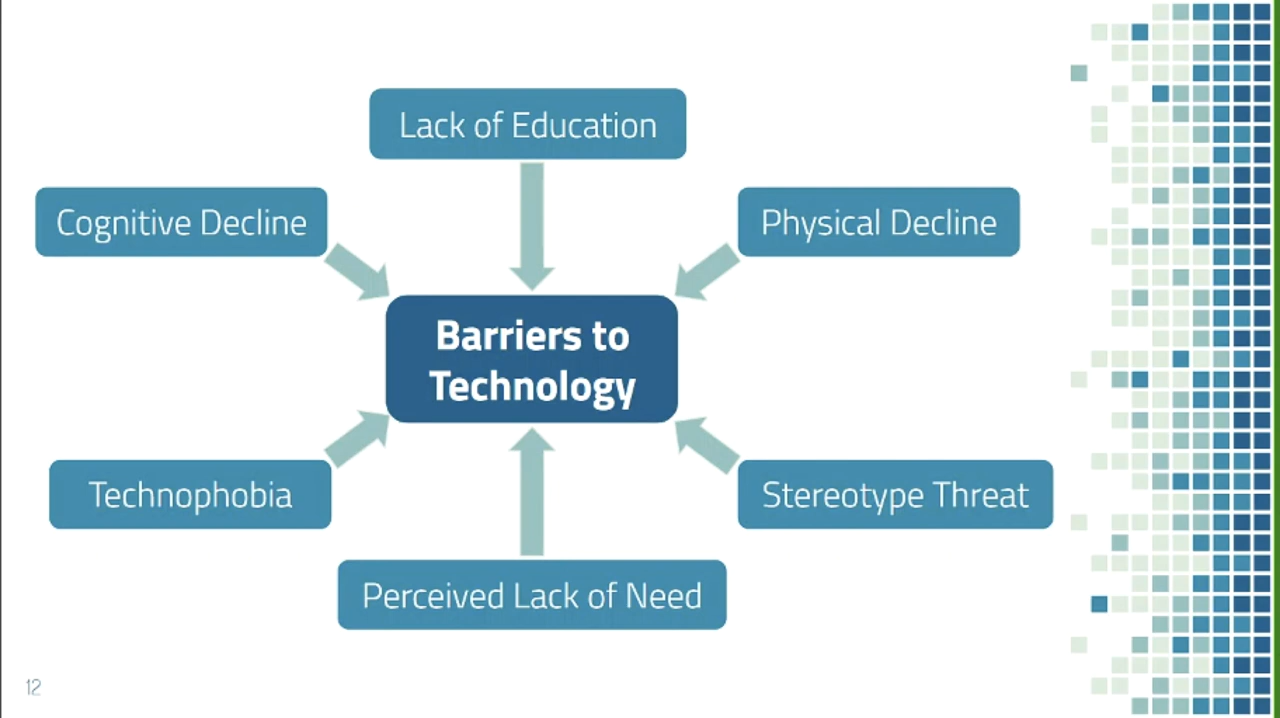 Lack of Education
Cognitive Decline
Physical Decline
Barriers to
Technology
Technophobia
Stereotype Threat
Perceived Lack of Need
12